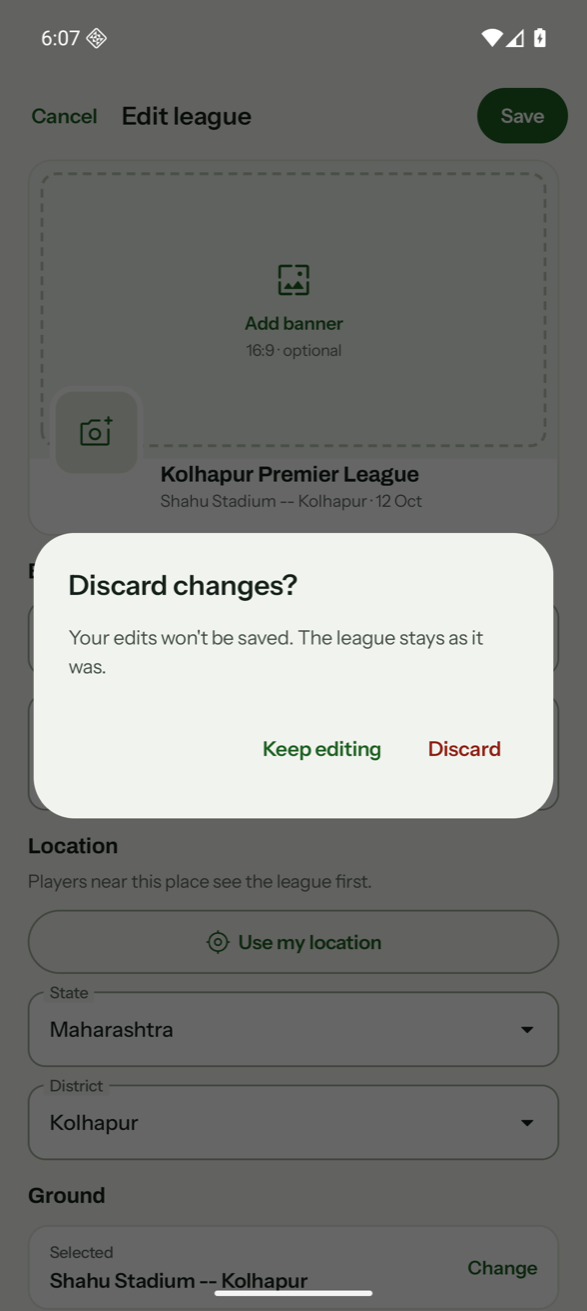 6:07
Cancel
Edit league
Save
Add banner
16:9 · optional
Kolhapur Premier League
Shahu Stadium -- Kolhapur · 12 Oct
Discard changes?
Your edits won't be saved. The league stays as it
was.
Keep editing
Discard
Location
Players near this place see the league first.
Use my location
State
Maharashtra
District
Kolhapur
Ground
Selected
Shahu Stadium -- Kolhapur
Change